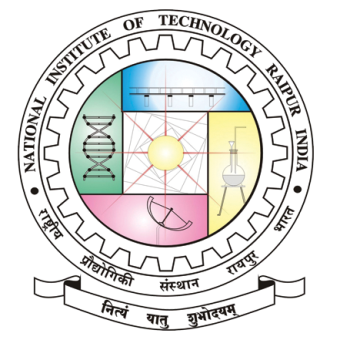 NATIONAL INSTITUTE OF TECHNOLOGY RAIPUR INDIA
राष्ट्रीय प्रौद्योगिकी संस्थान रायपुर भारत
नित्यं यातु शुभोदयम्